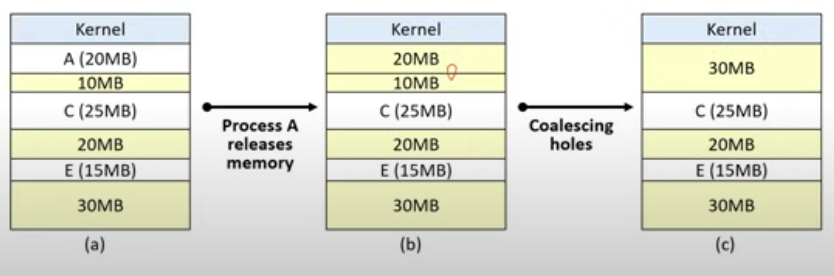 Kernel
A (20MB)
10MB
C (25MB)
20MB
E (15MB)
30MB
(a)
Process A
releases
memory
Kernel
20MB
10MB
C (25MB)
20MB
E (15MB)
30MB
(b)
Coalescing
holes
Kernel
30MB
C (25MB)
20MB
E (15MB)
30MB
(c)